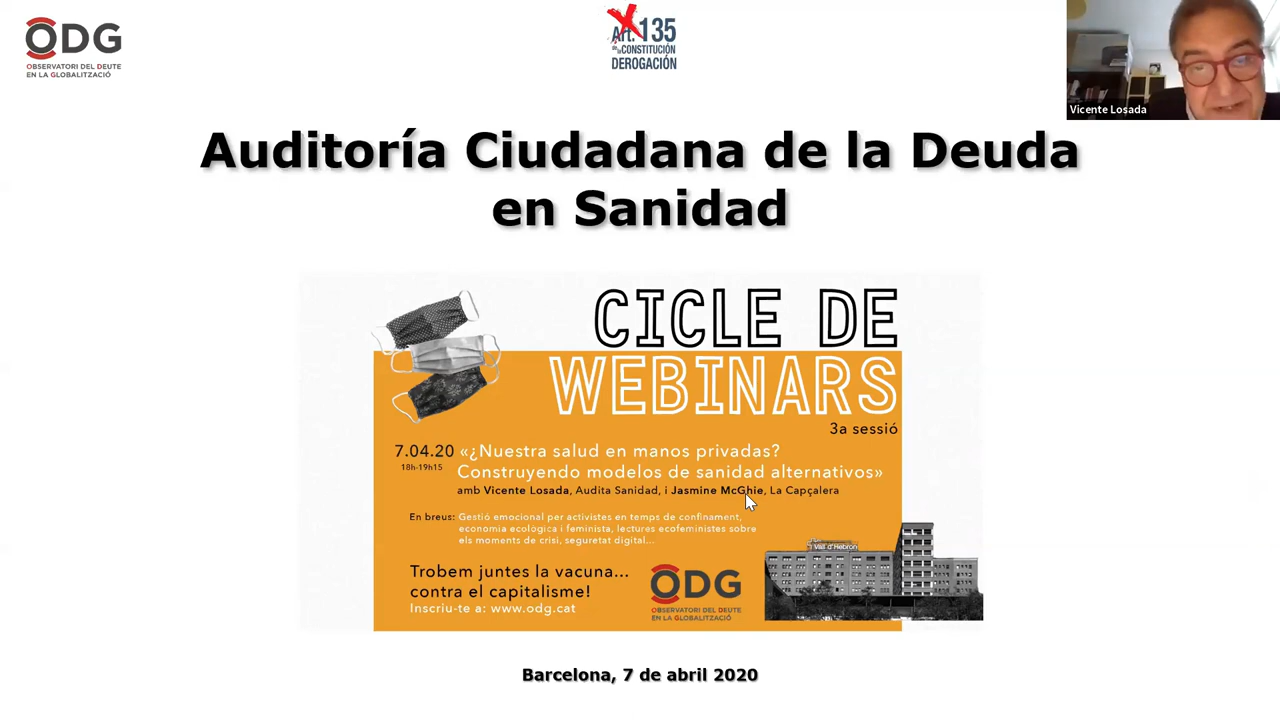 ODG
OBSERVATORI DEL DEUTE
EN LA GLOBALITZACIÓ
Art. 135
de la CONSTITUCIÓN
DEROGACIÓN
Vicente Losada
Auditoría Ciudadana de la Deuda
en Sanidad
CICLE DE
WEBINARS
3a sessió
7.04.20 «¿Nuestra salud en manos privadas?
18h-19h15
Construyendo modelos de sanidad alternativos»
amb Vicente Losada, Audita Sanidad, i Jasmine McGhie, La Capçalera
En breus: Gestió emocional per activistes en temps de confinament,
economia ecològica i feminista, lectures ecofeministes sobre
els moments de crisi, seguretat digital...
Vall d'Hebron
Trobem juntes la vacuna...
contra el capitalisme!
Inscriu-te a: www.odg.cat
ODG
OBSERVATORI DEL DEUTE
EN LA GLOBALITZACIÓ
Barcelona, 7 de abril 2020